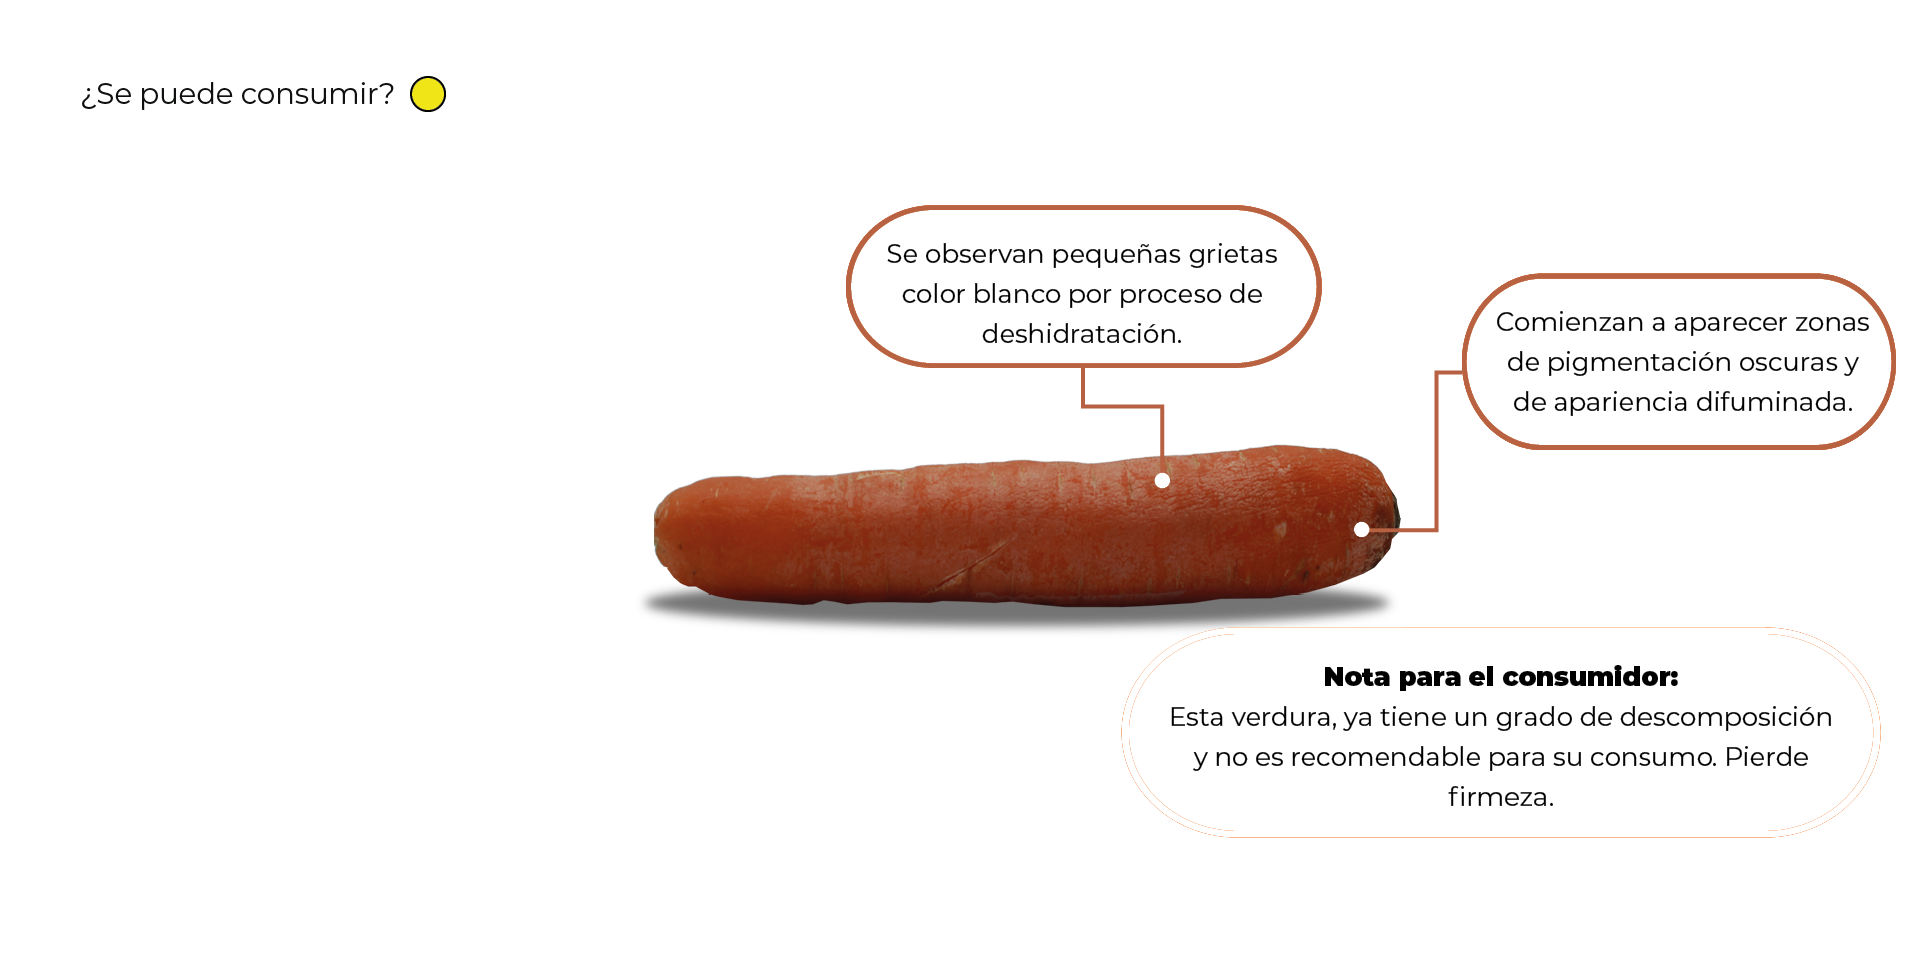 ¿Se puede consumir?
Se observan pequeñas grietas
color blanco por proceso de
deshidratación.
Comienzan a aparecer zonas
de pigmentación oscuras y
de apariencia difuminada.
Nota para el consumidor:
Esta verdura, ya tiene un grado de descomposición
y no es recomendable para su consumo. Pierde
firmeza.